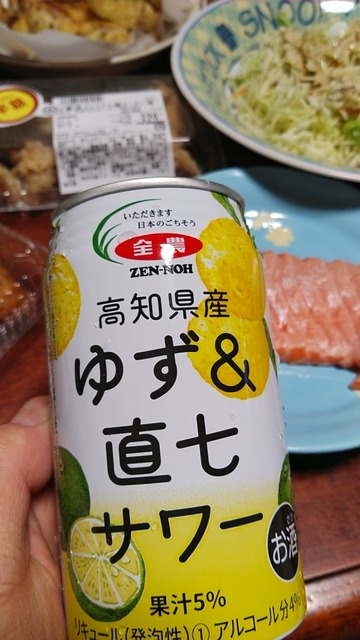 いただきます
日本のごちそう
全農
ZEN-NOH
高知県産
ゆず&
直七
サワー
お酒
果汁5%
リキュール(発泡性)① アルコール分4%